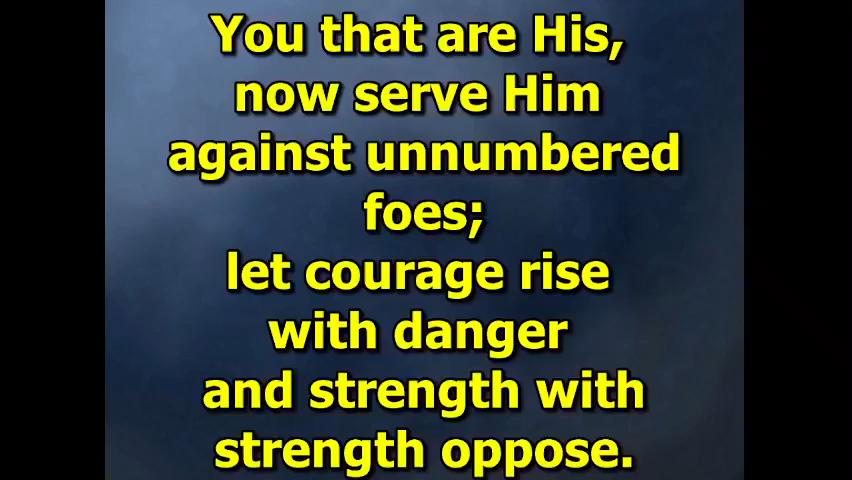 You that are His,
now serve Him
against unnumbered
foes;
let courage rise
with danger
and strength with
strength oppose.